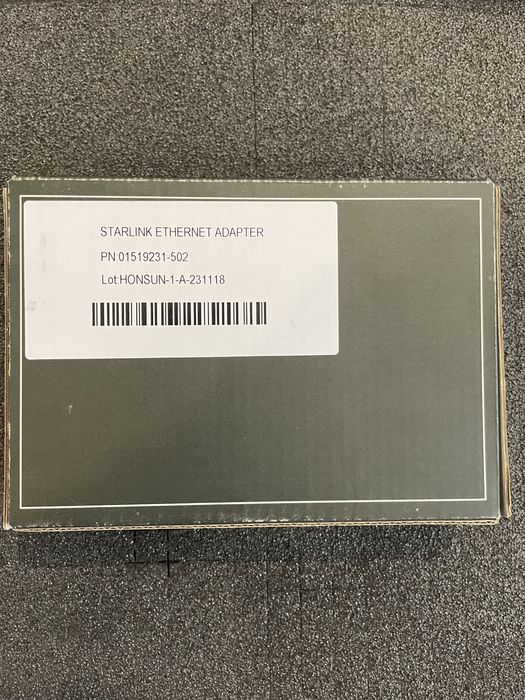 STARLINK ETHERNET ADAPTER
PN:01519231-502
Lot:HONSUN-1-A-231118